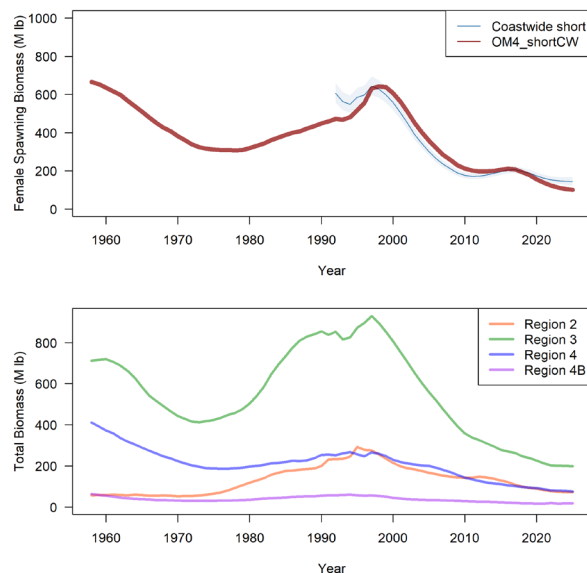 1000
800
600
400
200
0
Female Spawning Biomass (M lb)
Coastwide short
OM4_shortCW
1960 1970 1980 1990 2000 2010 2020
Year
800
600
400
200
0
Total Biomass (M lb)
Region 2
Region 3
Region 4
Region 4B
1960 1970 1980 1990 2000 2010 2020
Year